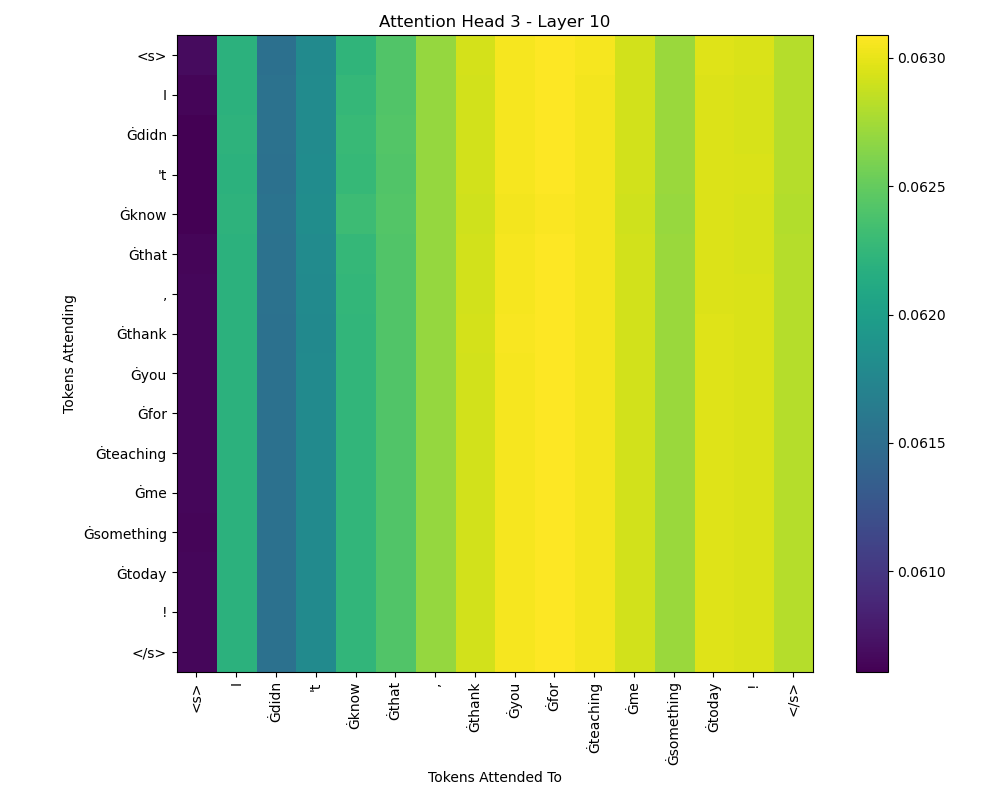 Attention Head 3 - Layer 10
Tokens Attending
<s>
I
Ġdidn
't
Ġknow
Ġthat
,
Ġthank
Ġyou
Ġfor
Ġteaching
Ġme
Ġsomething
Ġtoday
!
</s>
<s>
I
Ġdidn
't
Ġknow
Ġthat
,
Ġthank
Ġyou
Ġfor
Ġteaching
Ġme
Ġsomething
Ġtoday
!
</s>
Tokens Attended To
0.0630
0.0625
0.0620
0.0615
0.0610